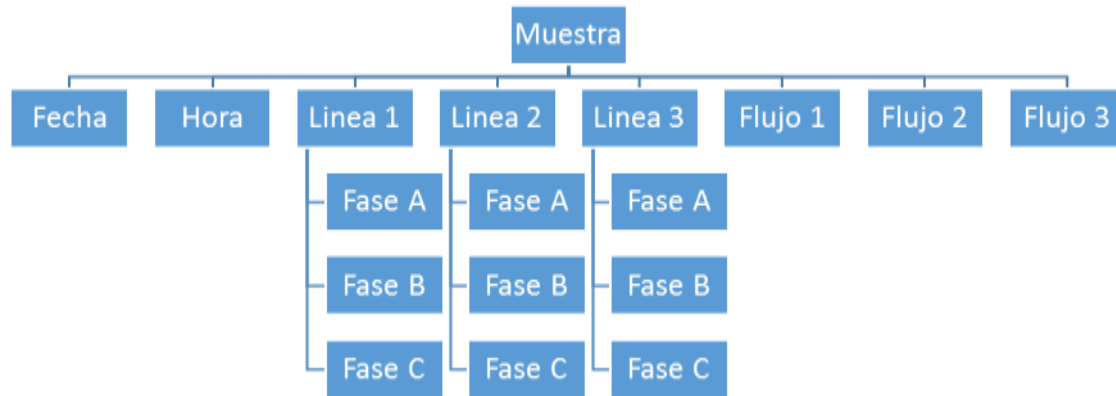 Muestra
Fecha
Hora
Linea 1
Linea 2
Linea 3
Flujo 1
Flujo 2
Flujo 3
Fase A
Fase A
Fase A
Fase B
Fase B
Fase B
Fase C
Fase C
Fase C